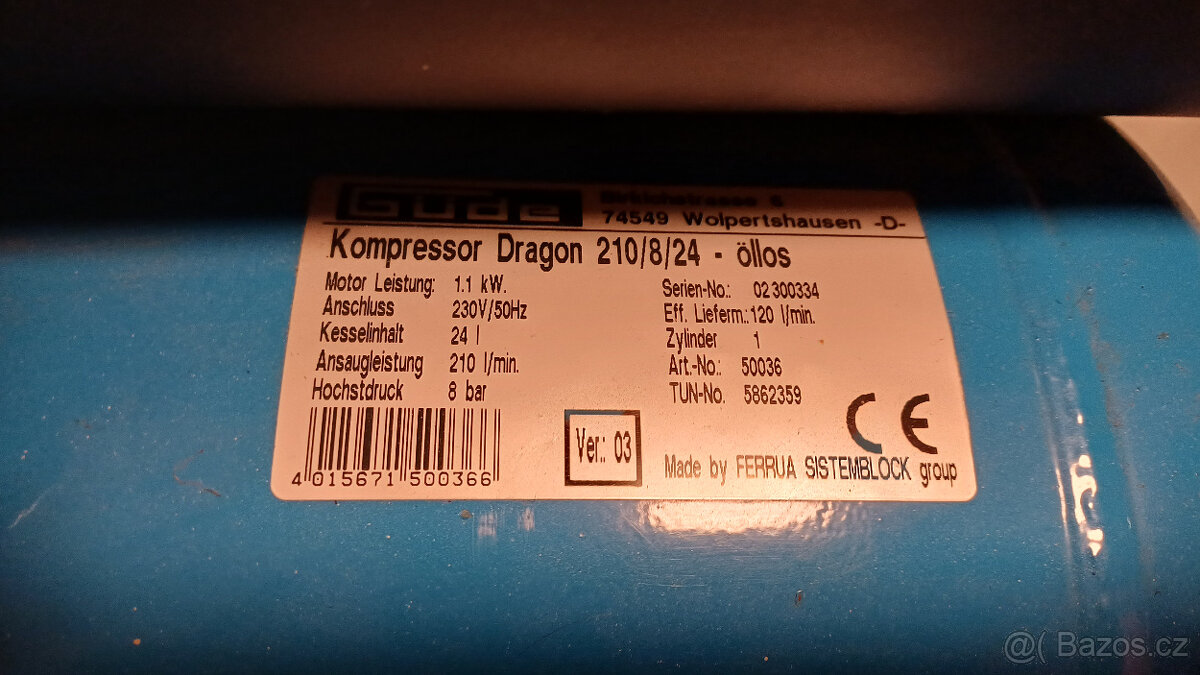 Güde
6
74549 Wolpertshausen -D-
Kompressor Dragon 210/8/24 - öllos
Motor Leistung: 1.1 kW.
Anschluss 230V/50Hz
Kesselinhalt 24 l
Ansaugleistung 210 l/min.
Hochstdruck 8 bar
Serien-No.: 02300334
Eff. Lieferm.: 120 l/min.
Zylinder 1
Art.-No.: 50036
TUN-No. 5862359
4 015671 500366
Ver.: 03
CE
Made by FERRUA SISTEMBLOCK group
@( Bazos.cz